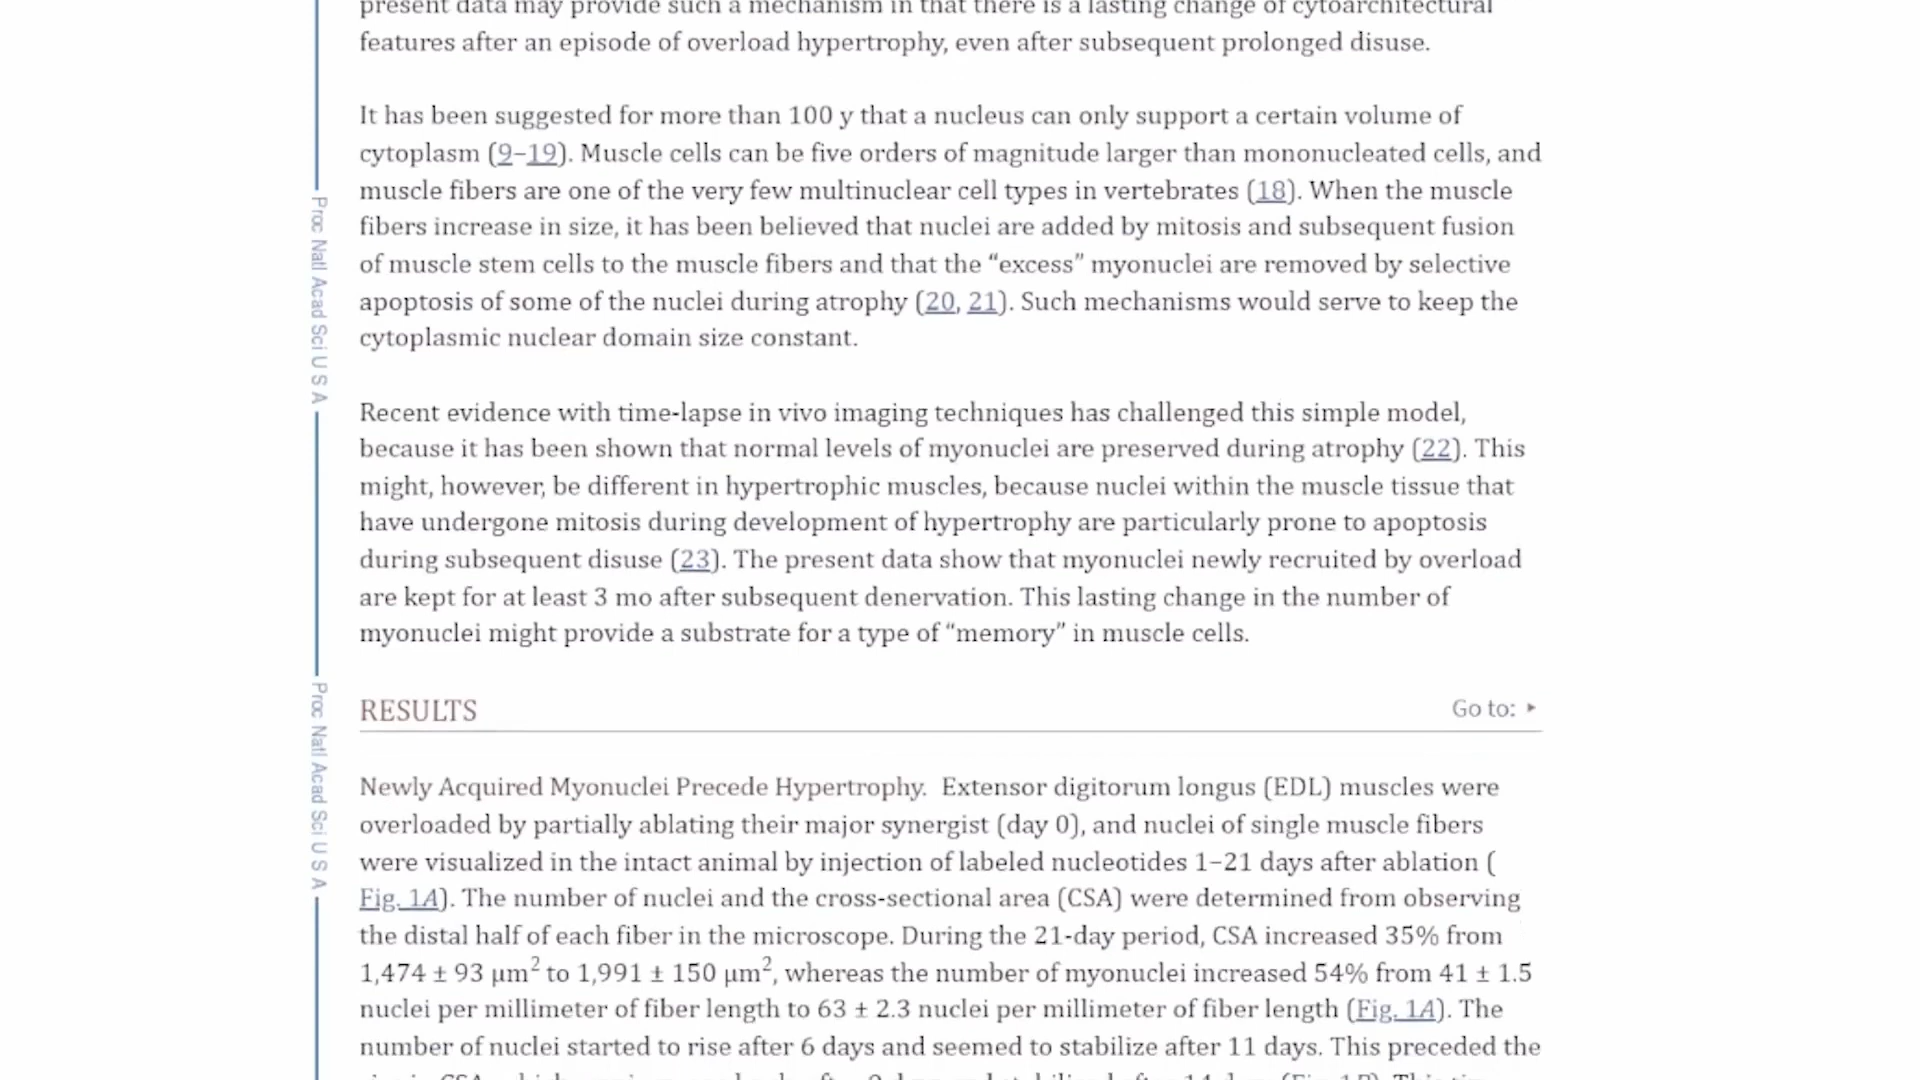 present data may provide such a mechanism in that there is a lasting change of cytoarchitectural
features after an episode of overload hypertrophy, even after subsequent prolonged disuse.
It has been suggested for more than 100 y that a nucleus can only support a certain volume of
cytoplasm (9–19). Muscle cells can be five orders of magnitude larger than mononucleated cells, and
muscle fibers are one of the very few multinuclear cell types in vertebrates (18). When the muscle
fibers increase in size, it has been believed that nuclei are added by mitosis and subsequent fusion
of muscle stem cells to the muscle fibers and that the “excess” myonuclei are removed by selective
apoptosis of some of the nuclei during atrophy (20, 21). Such mechanisms would serve to keep the
cytoplasmic nuclear domain size constant.
Recent evidence with time-lapse in vivo imaging techniques has challenged this simple model,
because it has been shown that normal levels of myonuclei are preserved during atrophy (22). This
might, however, be different in hypertrophic muscles, because nuclei within the muscle tissue that
have undergone mitosis during development of hypertrophy are particularly prone to apoptosis
during subsequent disuse (23). The present data show that myonuclei newly recruited by overload
are kept for at least 3 mo after subsequent denervation. This lasting change in the number of
myonuclei might provide a substrate for a type of “memory” in muscle cells.
RESULTS
Go to:
Newly Acquired Myonuclei Precede Hypertrophy. Extensor digitorum longus (EDL) muscles were
overloaded by partially ablating their major synergist (day 0), and nuclei of single muscle fibers
were visualized in the intact animal by injection of labeled nucleotides 1–21 days after ablation (
Fig. 1A). The number of nuclei and the cross-sectional area (CSA) were determined from observing
the distal half of each fiber in the microscope. During the 21-day period, CSA increased 35% from
1,474 ± 93 μm² to 1,991 ± 150 μm², whereas the number of myonuclei increased 54% from 41 ± 1.5
nuclei per millimeter of fiber length to 63 ± 2.3 nuclei per millimeter of fiber length (Fig. 1A). The
number of nuclei started to rise after 6 days and seemed to stabilize after 11 days. This preceded the
Proc Natl Acad Sci U S A
Proc Natl Acad Sci U S A